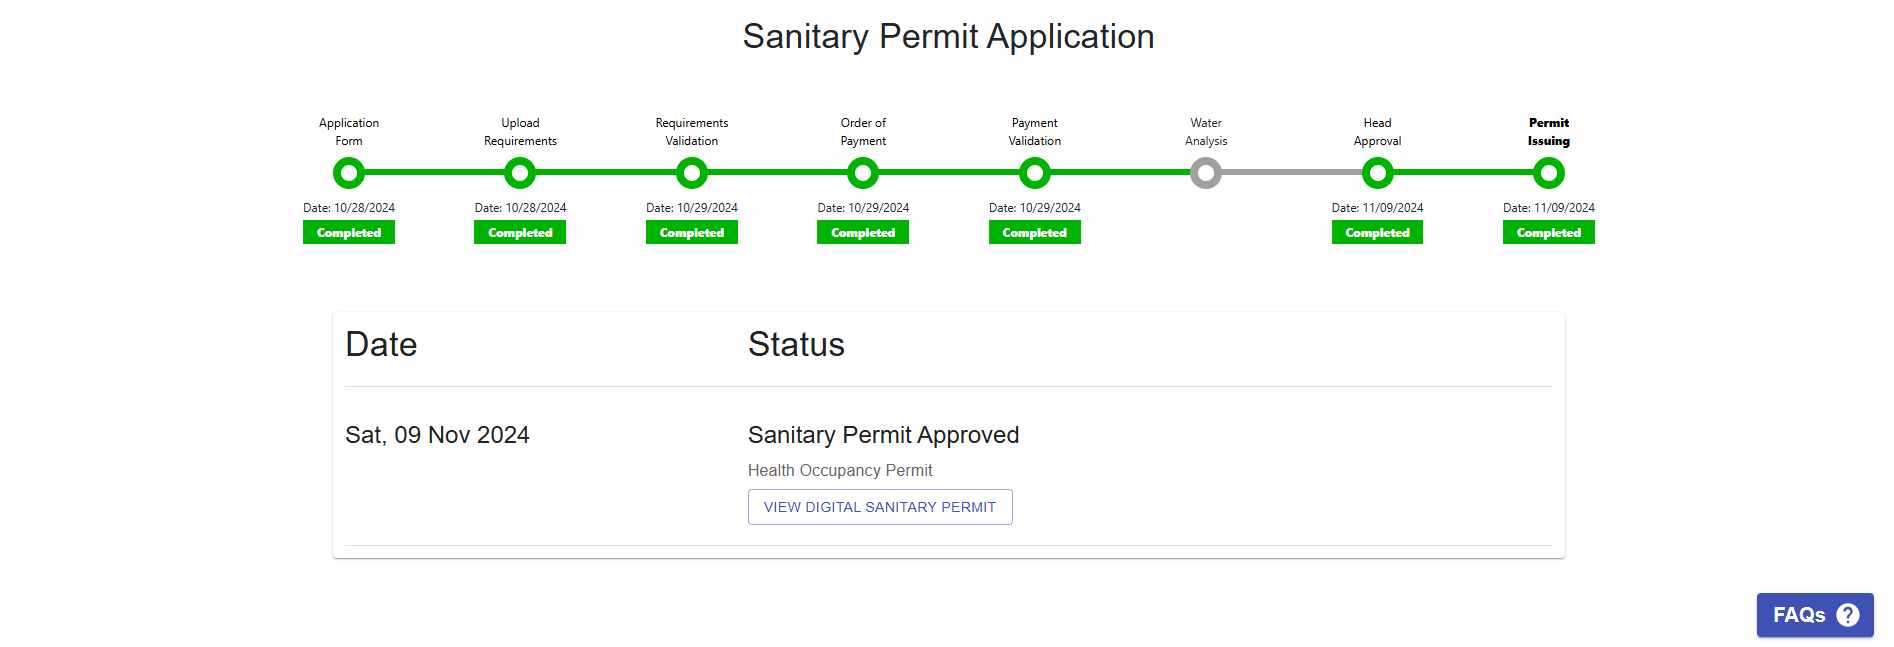 Sanitary Permit Application
Application
Form
Upload
Requirements
Requirements
Validation
Order of
Payment
Payment
Validation
Water
Analysis
Head
Approval
Permit
Issuing
Date: 10/28/2024
Completed
Date: 10/28/2024
Completed
Date: 10/29/2024
Completed
Date: 10/29/2024
Completed
Date: 10/29/2024
Completed
Date: 11/09/2024
Completed
Date: 11/09/2024
Completed
Date
Status
Sat, 09 Nov 2024
Sanitary Permit Approved
Health Occupancy Permit
VIEW DIGITAL SANITARY PERMIT
FAQs ?